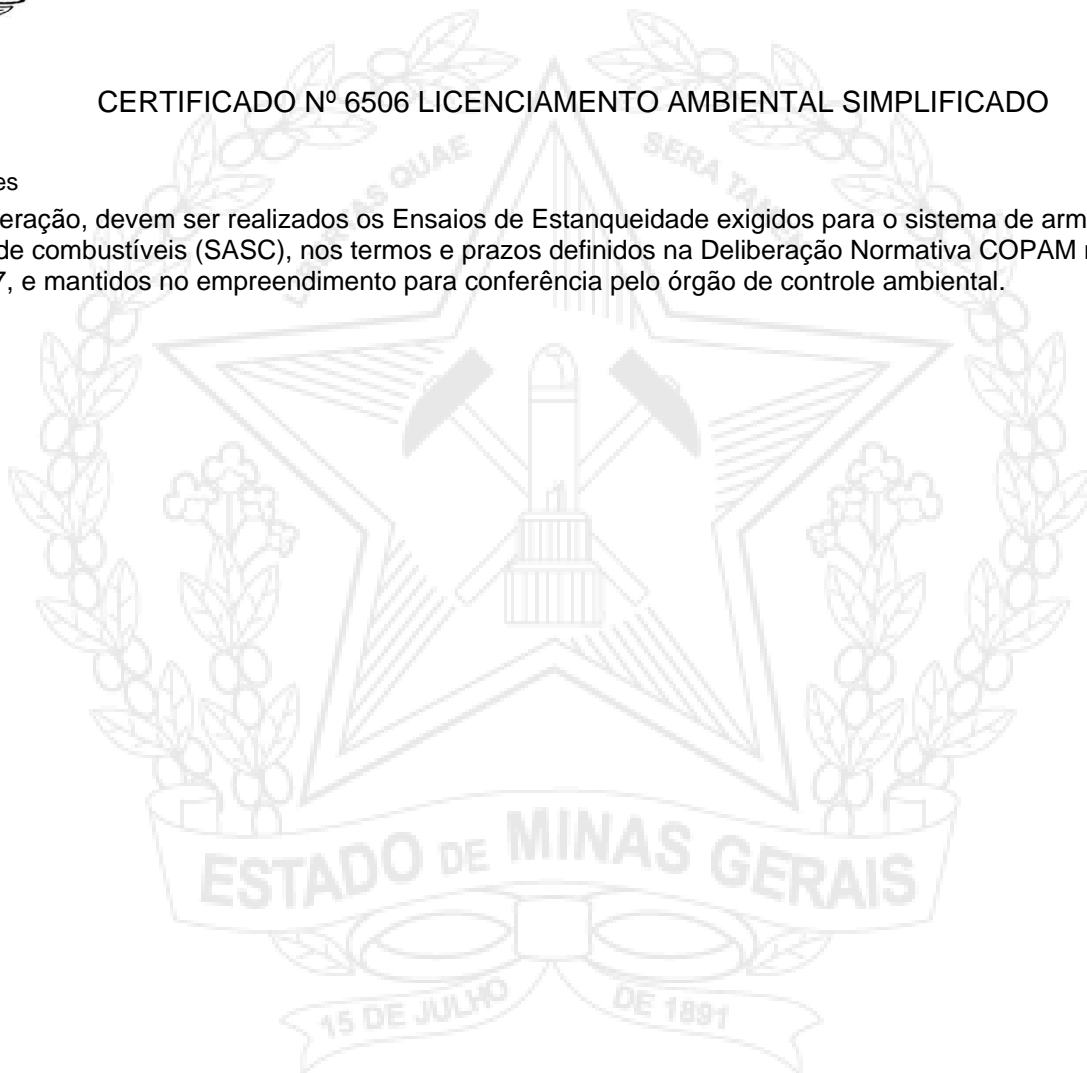 CERTIFICADO Nº 6506 LICENCIAMENTO AMBIENTAL SIMPLIFICADO
es
eração, devem ser realizados os Ensaios de Estanqueidade exigidos para o sistema de arm
de combustíveis (SASC), nos termos e prazos definidos na Deliberação Normativa COPAM
7, e mantidos no empreendimento para conferência pelo órgão de controle ambiental.
QUAE SERA TAMEN
ESTADO DE MINAS GERAIS
15 DE JULHO DE 1891